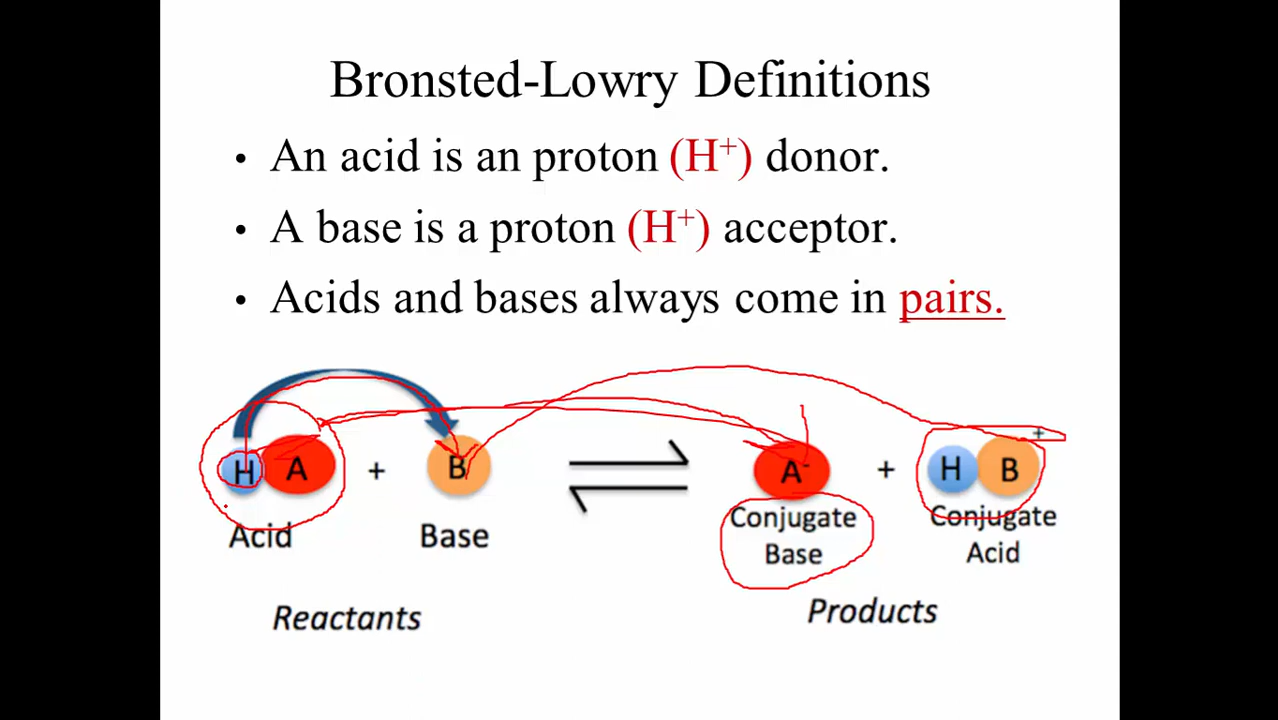 Bronsted-Lowry Definitions
• An acid is an proton (H⁺) donor.
• A base is a proton (H⁺) acceptor.
• Acids and bases always come in pairs.
H A + B ⇌ A⁻ + H B⁺
Acid Base Conjugate Base Conjugate Acid
Reactants Products